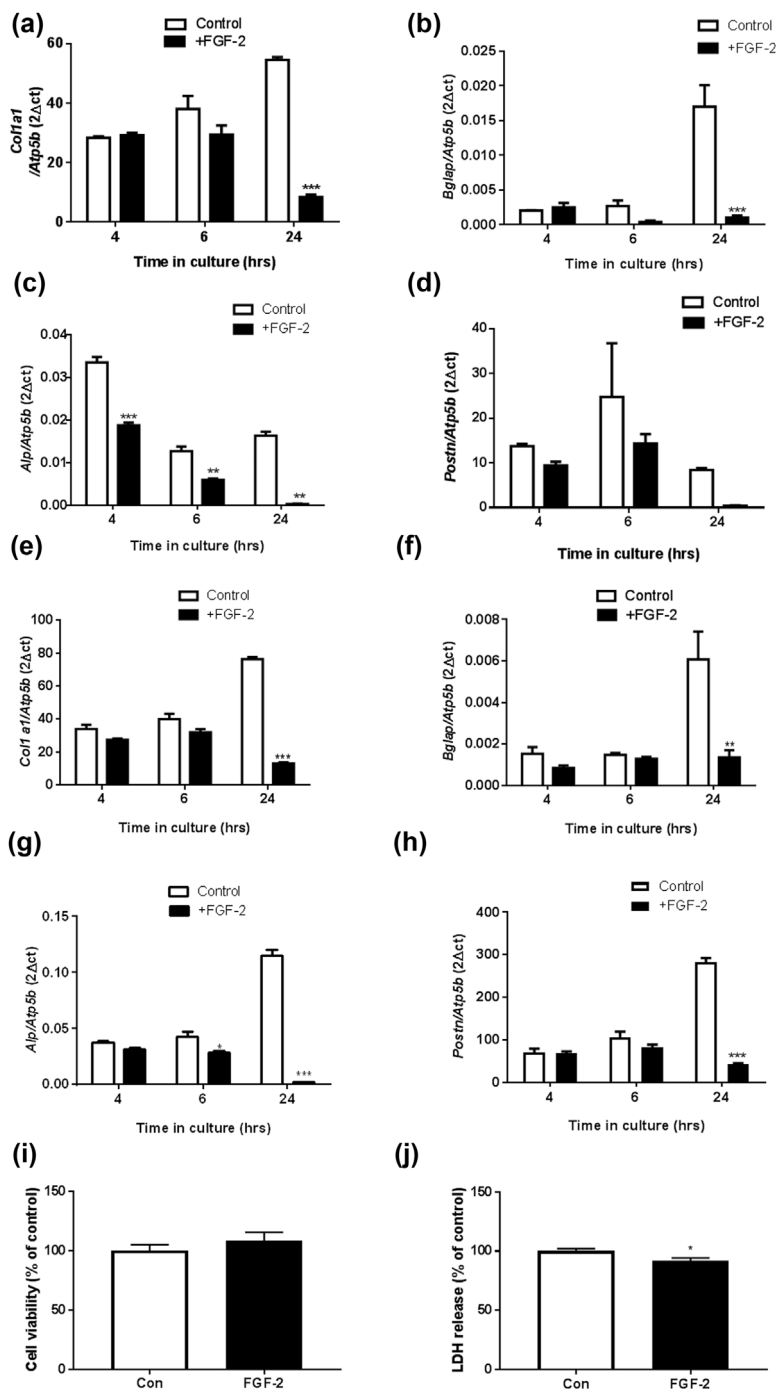 (a)
Control
+FGF-2
Col1a1
/Atp5b (2Δct)
60
40
20
0
4 6 24
***
Time in culture (hrs)
(b)
Control
+FGF-2
Bglap/Atp5b (2Δct)
0.025
0.020
0.015
0.010
0.005
0.000
4 6 24
***
Time in culture (hrs)
(c)
Control
+FGF-2
Alp/Atp5b (2Δct)
0.04
0.03
0.02
0.01
0.00
***
**
**
4 6 24
Time in culture (hrs)
(d)
Control
+FGF-2
Postn/Atp5b (2Δct)
40
30
20
10
0
4 6 24
Time in culture (hrs)
(e)
Control
+FGF-2
Col1 a1/Atp5b (2Δct)
100
80
60
40
20
0
***
4 6 24
Time in culture (hrs)
(f)
Control
+FGF-2
Bglap/Atp5b (2Δct)
0.008
0.006
0.004
0.002
0.000
**
4 6 24
Time in culture (hrs)
(g)
Control
+FGF-2
Alp/Atp5b (2Δct)
0.15
0.10
0.05
0.00
*
***
4 6 24
Time in culture (hrs)
(h)
Control
+FGF-2
Postn/Atp5b (2Δct)
400
300
200
100
0
***
4 6 24
Time in culture (hrs)
(i)
Cell viability (% of control)
150
100
50
0
Con FGF-2
(j)
LDH release (% of control)
150
100
50
0
*
Con FGF-2